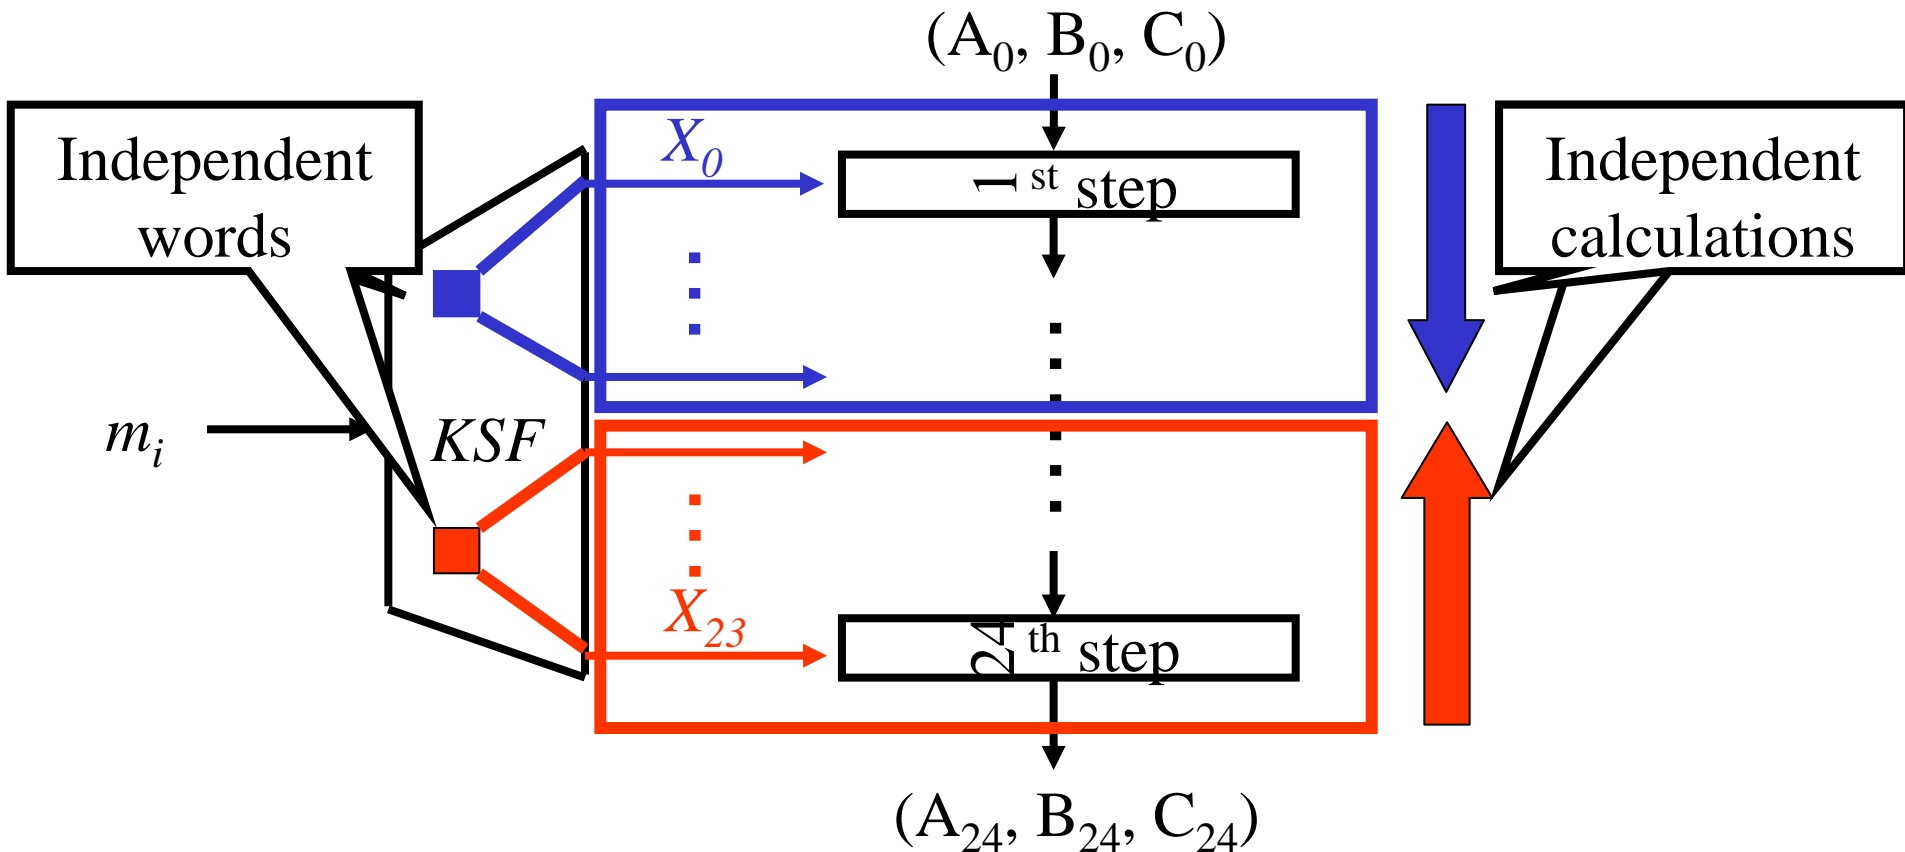 (A₀, B₀, C₀)
Independent
words
X₀
1 st step
Independent
calculations
mᵢ
KSF
X₂₃
24 th step
(A₂₄, B₂₄, C₂₄)